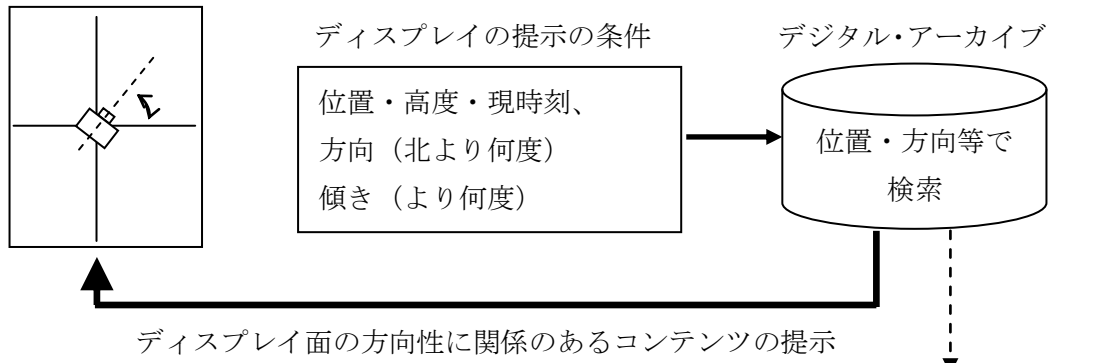 ディスプレイの提示の条件
デジタル・アーカイブ
位置・高度・現時刻、
方向（北より何度）
傾き（より何度）
位置・方向等で
検索
ディスプレイ面の方向性に関係のあるコンテンツの提示